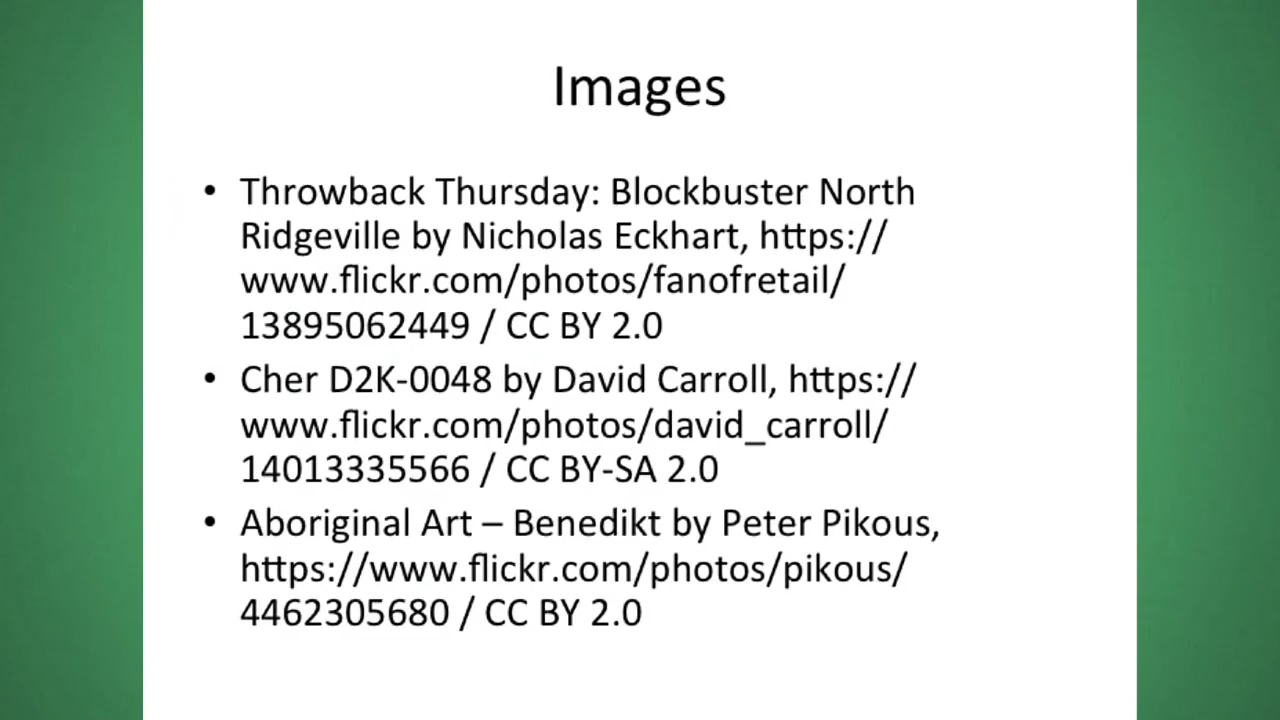 Images
• Throwback Thursday: Blockbuster North
Ridgeville by Nicholas Eckhart, https://
www.flickr.com/photos/fanofretail/
13895062449 / CC BY 2.0
• Cher D2K-0048 by David Carroll, https://
www.flickr.com/photos/david_carroll/
14013335566 / CC BY-SA 2.0
• Aboriginal Art – Benedikt by Peter Pikous,
https://www.flickr.com/photos/pikous/
4462305680 / CC BY 2.0